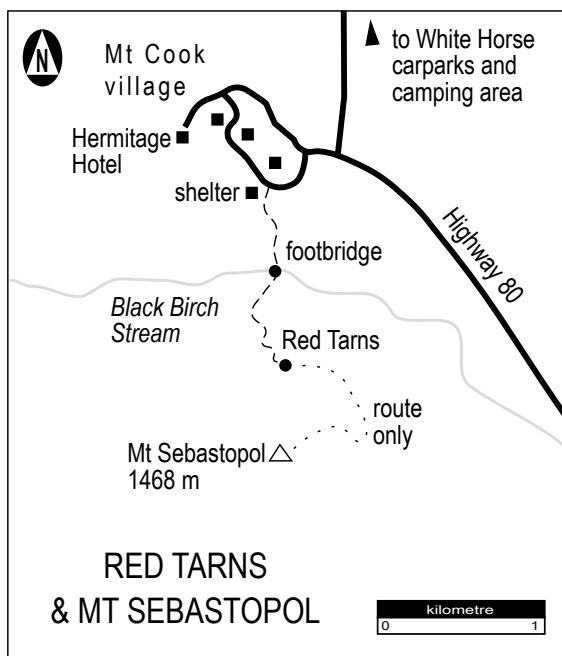 N
Mt Cook
village
to White Horse
carparks and
camping area
Hermitage
Hotel
shelter
Highway 80
footbridge
Black Birch
Stream
Red Tarns
route
only
Mt Sebastopol
1468 m
RED TARNS
& MT SEBASTOPOL
kilometre
0 1